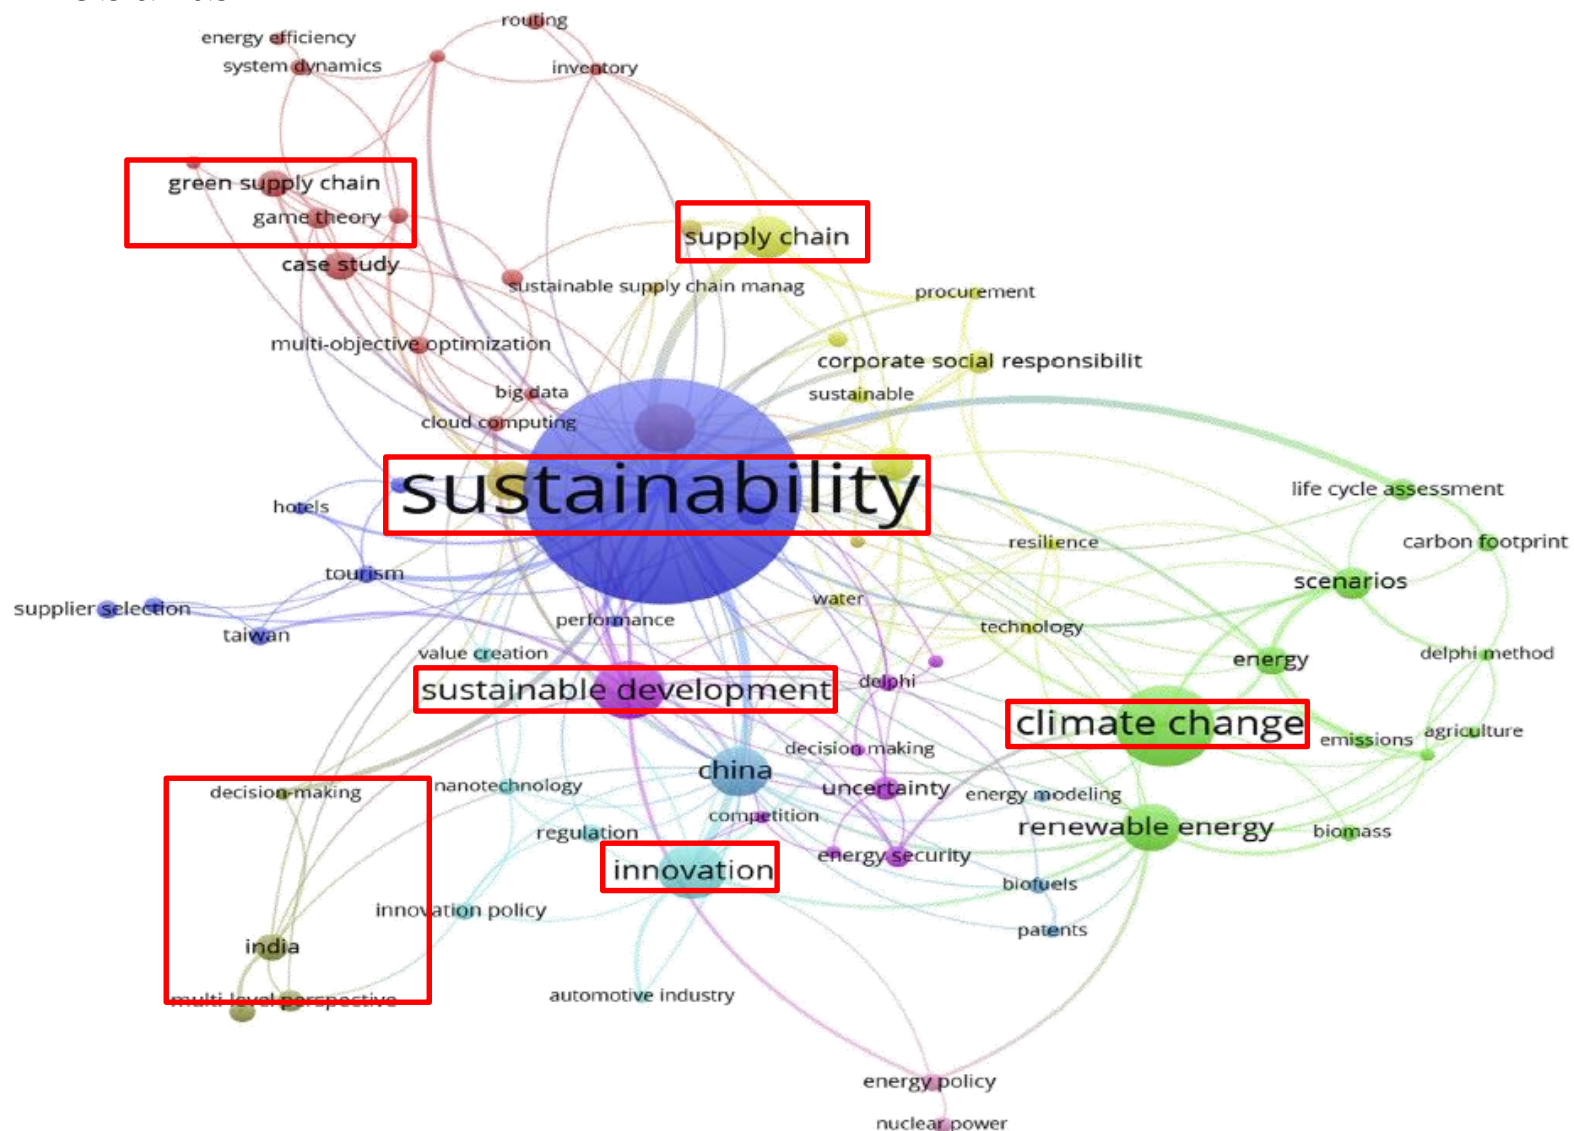 routing
energy efficiency
system dynamics
inventory
green supply chain
game theory
supply chain
case study
sustainable supply chain manag
procurement
multi-objective optimization
corporate social responsibilit
big data
sustainable
cloud computing
sustainability
life cycle assessment
hotels
resilience
carbon footprint
tourism
scenarios
supplier selection
water
performance
technology
taiwan
value creation
energy
delphi method
sustainable development
delphi
climate change
agriculture
emissions
decision making
china
nanotechnology
uncertainty
decision-making
energy modeling
competition
regulation
renewable energy
biomass
energy security
innovation
biofuels
innovation policy
patents
india
automotive industry
multi level perspective
energy policy
nuclear power